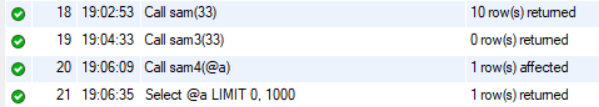 18 19:02:53 Call sam(33) 10 row(s) returned
19 19:04:33 Call sam3(33) 0 row(s) returned
20 19:06:09 Call sam4(@a) 1 row(s) affected
21 19:06:35 Select @a LIMIT 0, 1000 1 row(s) returned